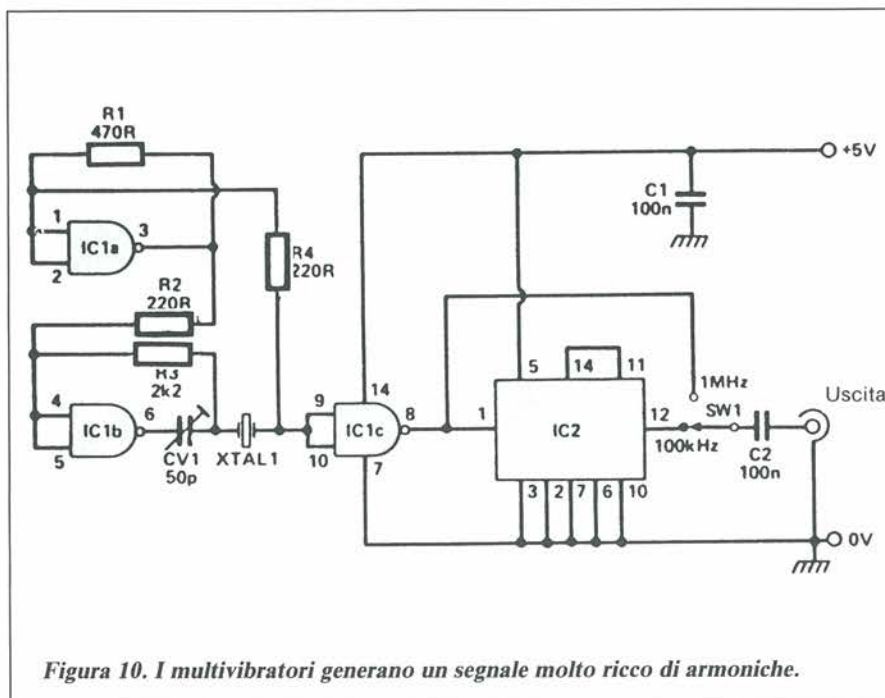 R1
470R
1
2
IC1a
3
R2
220R
R3
2k2
4
5
IC1b
6
CV1
50p
XTAL1
R4
220R
9
10
IC1c
14
7
8
1
5
14
11
IC2
12
3
2
7
6
10
+5V
C1
100n
1MHz
SW1
100kHz
C2
100n
Uscita
0V
Figura 10. I multivibratori generano un segnale molto ricco di armoniche.